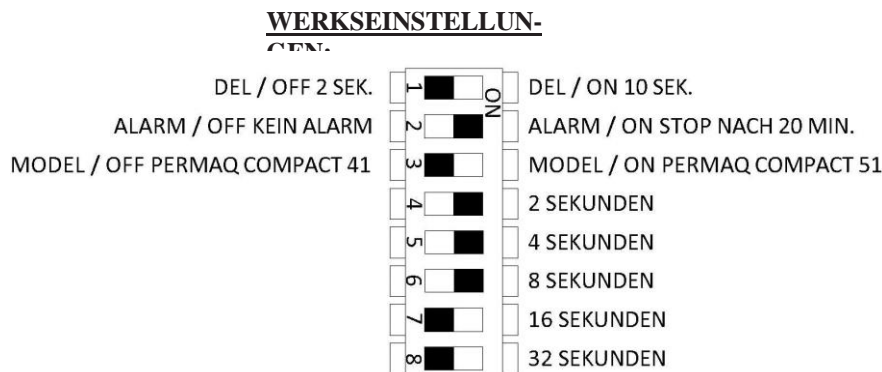 WERKSEINSTELLUN-
GEN:
DEL / OFF 2 SEK. 1 ON DEL / ON 10 SEK.
ALARM / OFF KEIN ALARM 2 ALARM / ON STOP NACH 20 MIN.
MODEL / OFF PERMAQ COMPACT 41 3 MODEL / ON PERMAQ COMPACT 51
4 2 SEKUNDEN
5 4 SEKUNDEN
6 8 SEKUNDEN
7 16 SEKUNDEN
8 32 SEKUNDEN